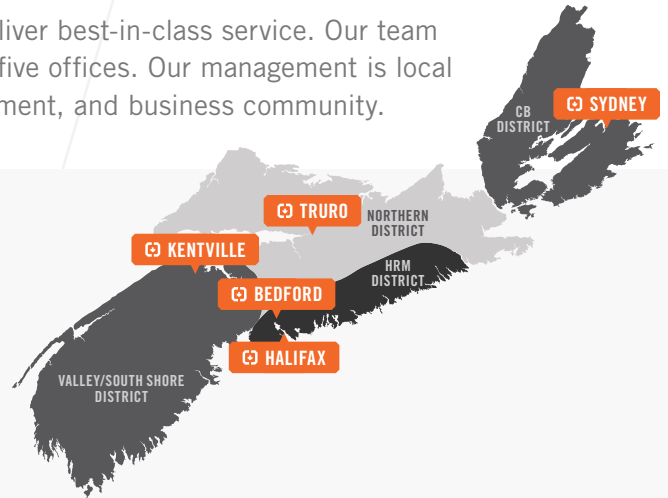 liver best-in-class service. Our team
five offices. Our management is local
ment, and business community.
CB
DISTRICT
SYDNEY
TRURO
NORTHERN
DISTRICT
KENTVILLE
HRM
DISTRICT
BEDFORD
HALIFAX
VALLEY/SOUTH SHORE
DISTRICT